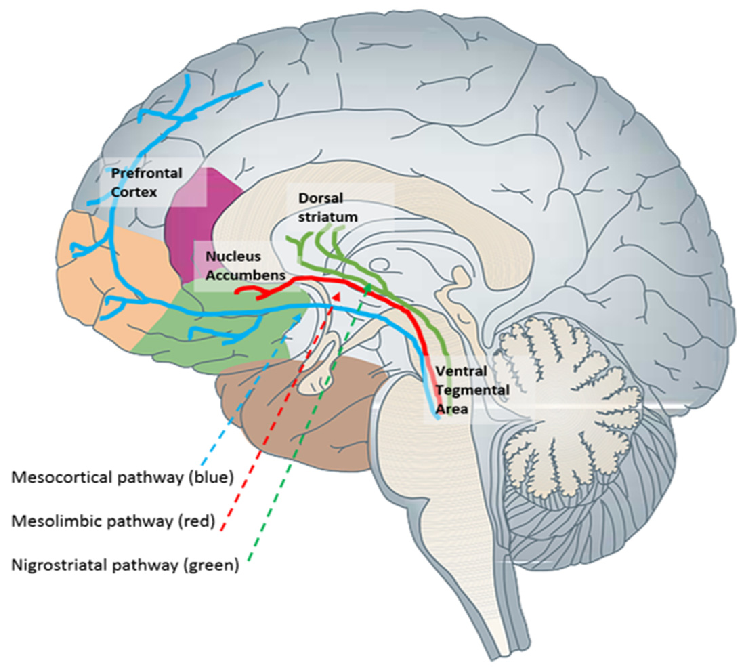 Prefrontal
Cortex
Dorsal
striatum
Nucleus
Accumbens
Ventral
Tegmental
Area
Mesocortical pathway (blue)
Mesolimbic pathway (red)
Nigrostriatal pathway (green)